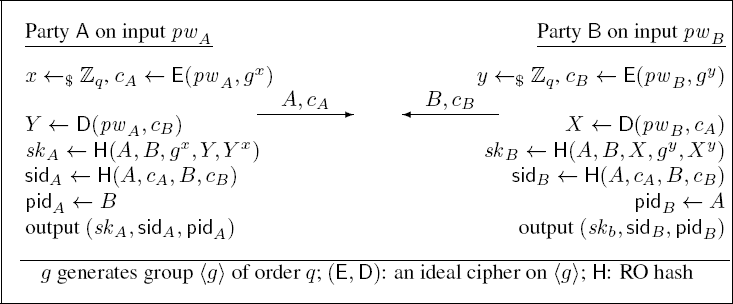 Party A on input pw_A Party B on input pw_B
x ←$ ℤ_q, c_A ← E(pw_A, g^x) y ←$ ℤ_q, c_B ← E(pw_B, g^y)
A, c_A B, c_B
Y ← D(pw_A, c_B) X ← D(pw_B, c_A)
sk_A ← H(A, B, g^x, Y, Y^x) sk_B ← H(A, B, X, g^y, X^y)
sid_A ← H(A, c_A, B, c_B) sid_B ← H(A, c_A, B, c_B)
pid_A ← B pid_B ← A
output (sk_A, sid_A, pid_A) output (sk_b, sid_B, pid_B)
g generates group ⟨g⟩ of order q; (E, D): an ideal cipher on ⟨g⟩; H: RO hash